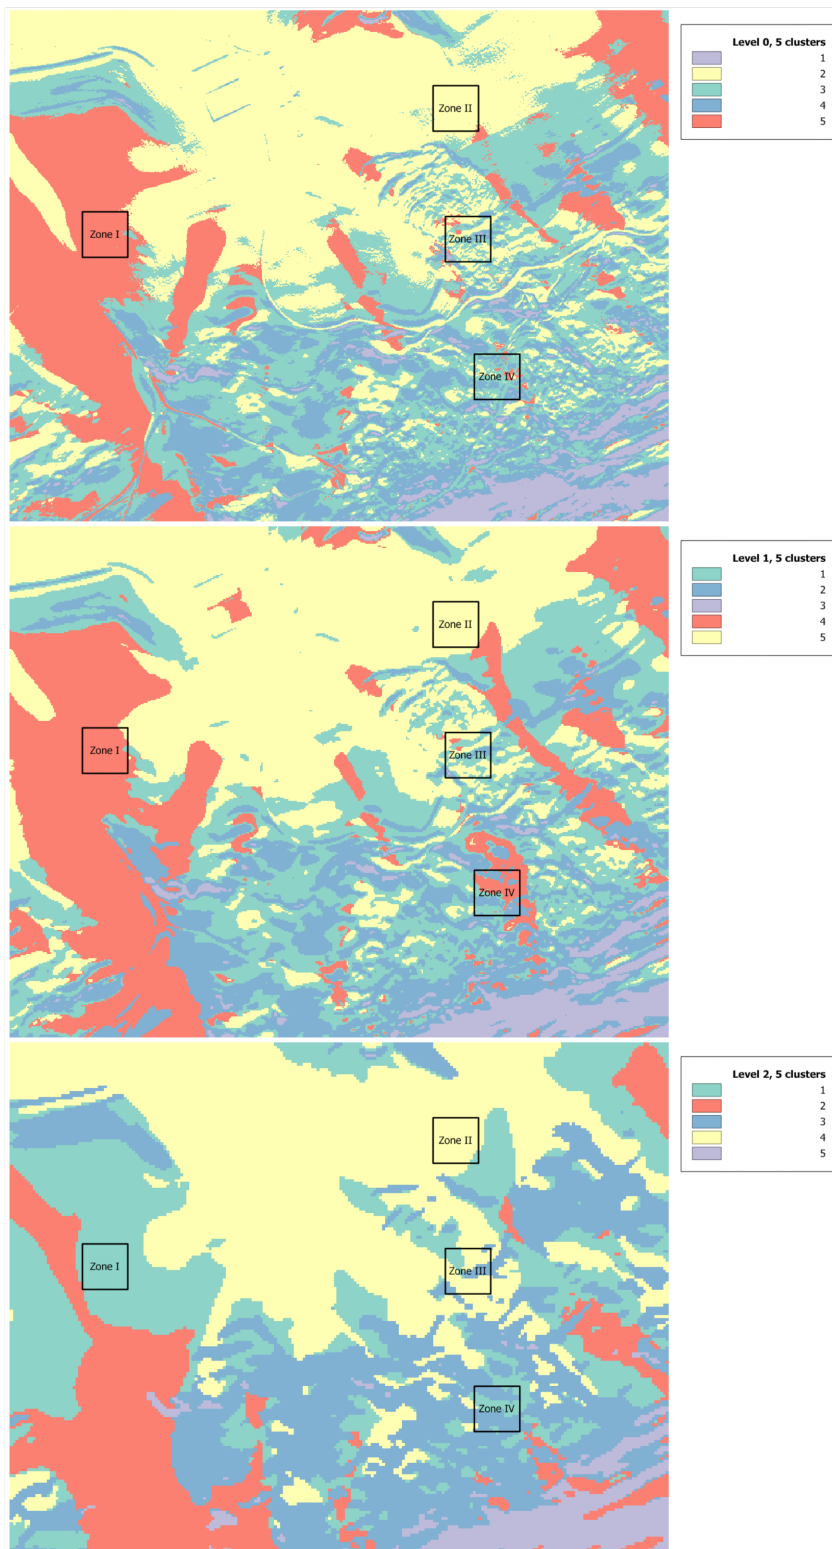 Level 0, 5 clusters
1
2
3
4
5
Zone II
Zone I
Zone III
Zone IV
Level 1, 5 clusters
1
2
3
4
5
Zone II
Zone I
Zone III
Zone IV
Level 2, 5 clusters
1
2
3
4
5
Zone II
Zone I
Zone III
Zone IV